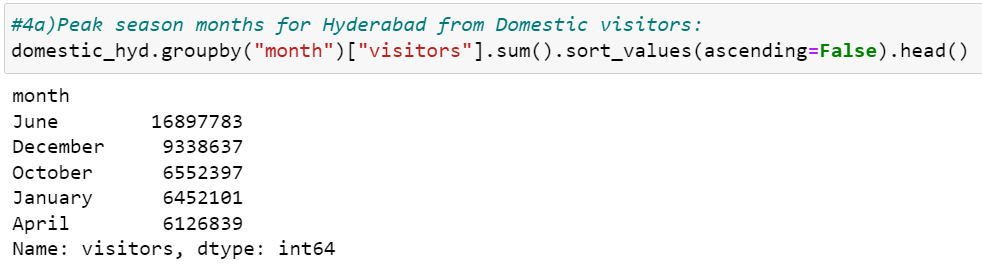 #4a)Peak season months for Hyderabad from Domestic visitors:
domestic_hyd.groupby("month")["visitors"].sum().sort_values(ascending=False).head()
month
June        16897783
December     9338637
October      6552397
January      6452101
April        6126839
Name: visitors, dtype: int64